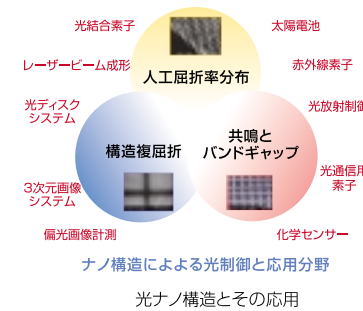 光結合素子
太陽電池
レーザービーム成形
人工屈折率分布
赤外線素子
光ディスク
システム
構造複屈折
共鳴と
バンドギャップ
光放射制御
光通信用
素子
3次元画像
システム
偏光画像計測
化学センサー
ナノ構造によよる光制御と応用分野
光ナノ構造とその応用